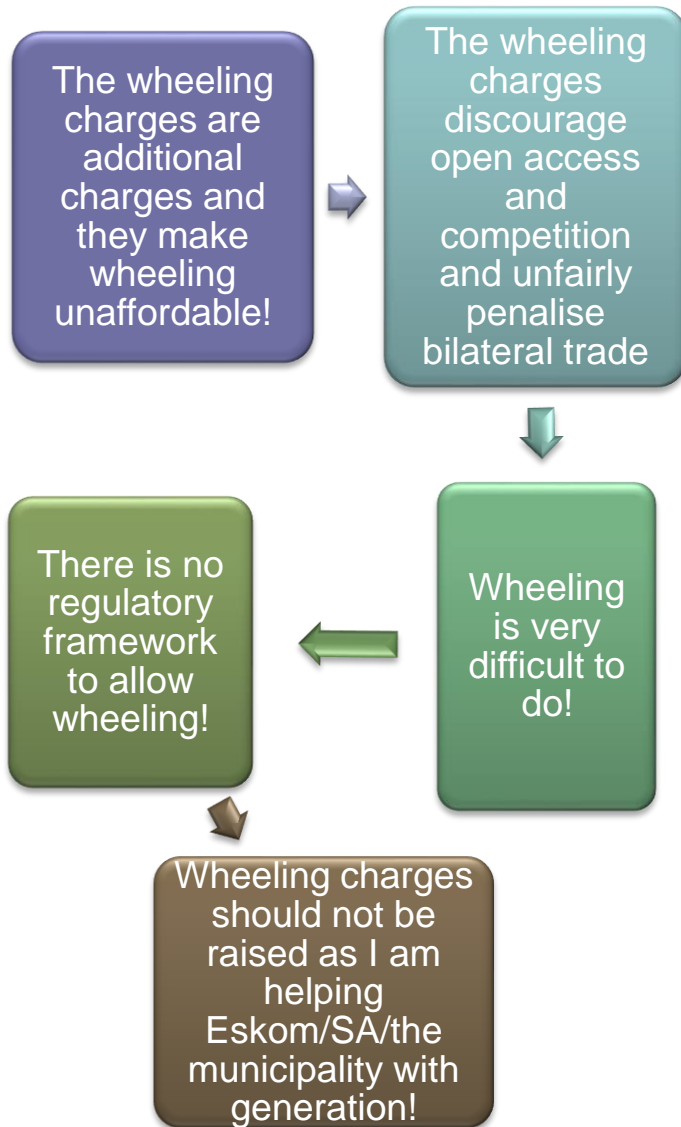 The wheeling
charges are
additional
charges and
they make
wheeling
unaffordable!
The wheeling
charges
discourage
open access
and
competition
and unfairly
penalise
bilateral trade
Wheeling
is very
difficult to
do!
There is no
regulatory
framework
to allow
wheeling!
Wheeling charges
should not be
raised as I am
helping
Eskom/SA/the
municipality with
generation!